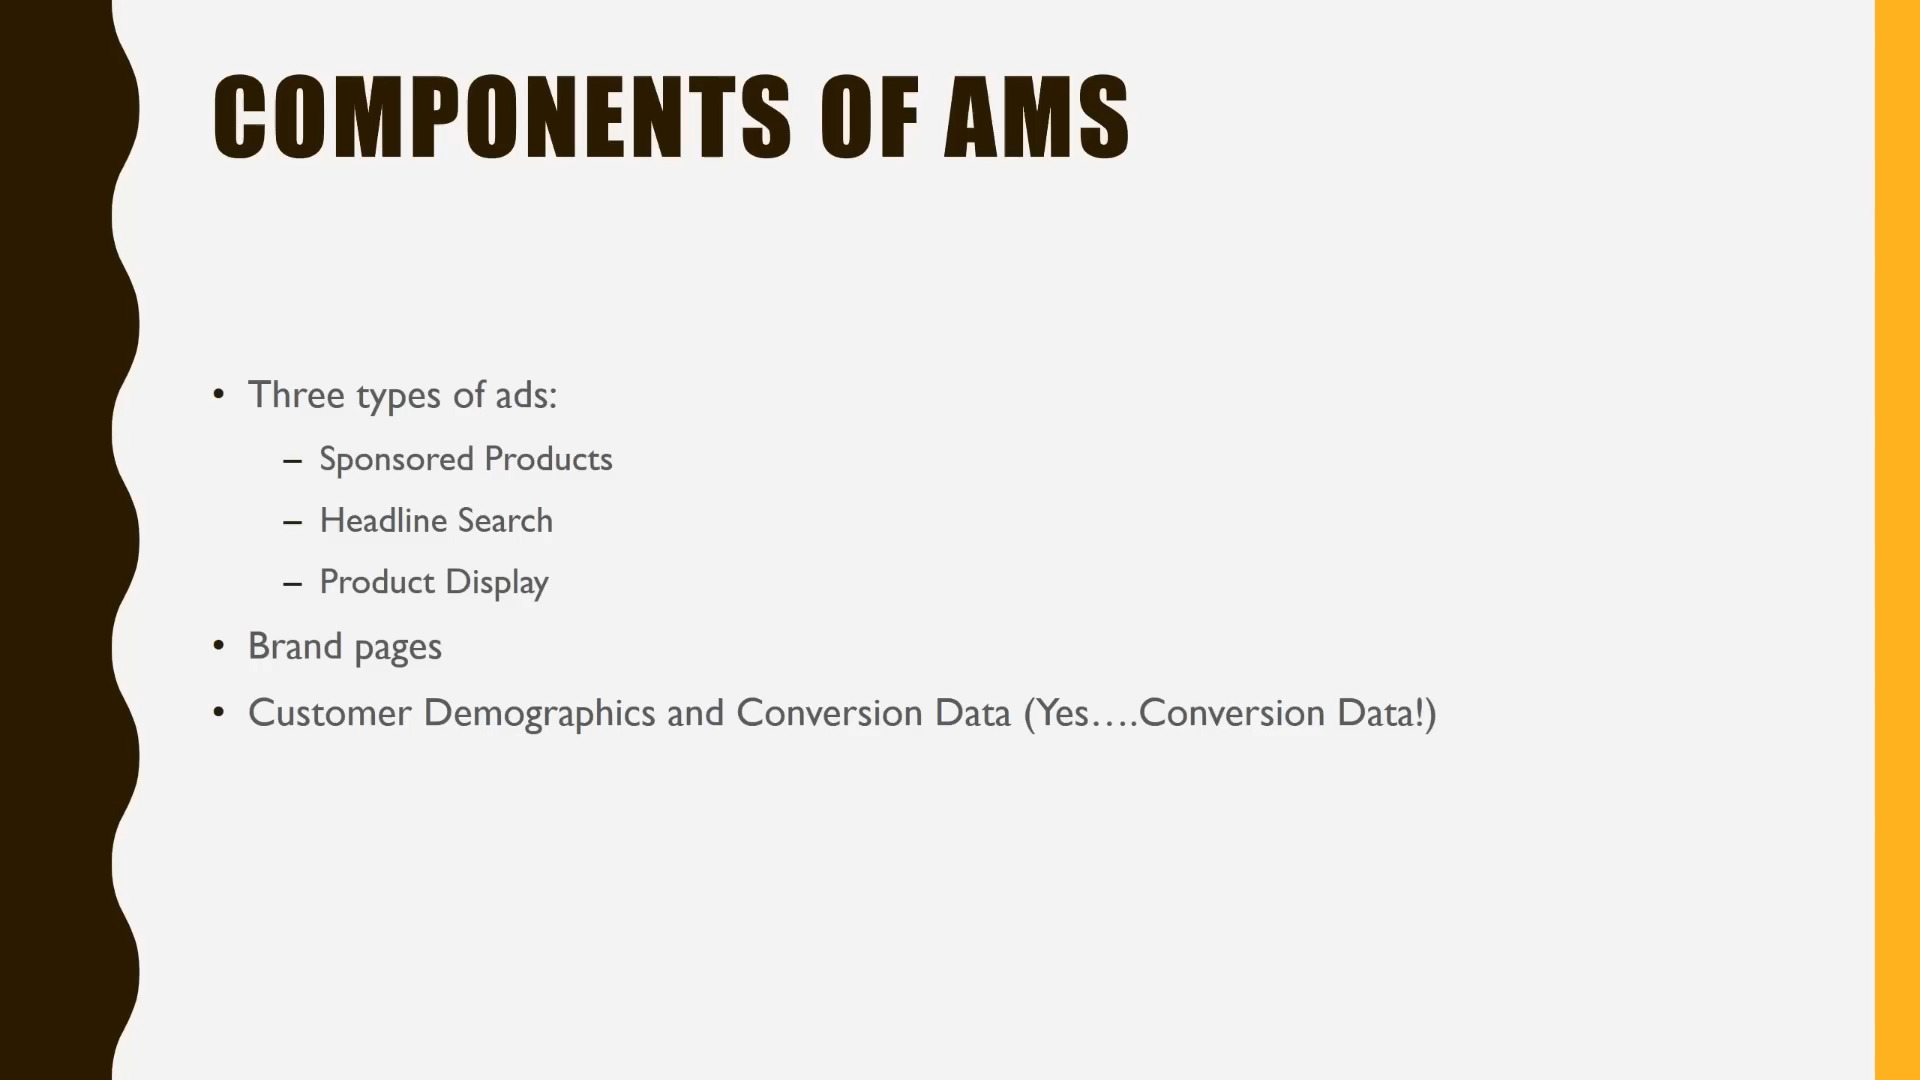 COMPONENTS OF AMS
• Three types of ads:
– Sponsored Products
– Headline Search
– Product Display
• Brand pages
• Customer Demographics and Conversion Data (Yes….Conversion Data!)